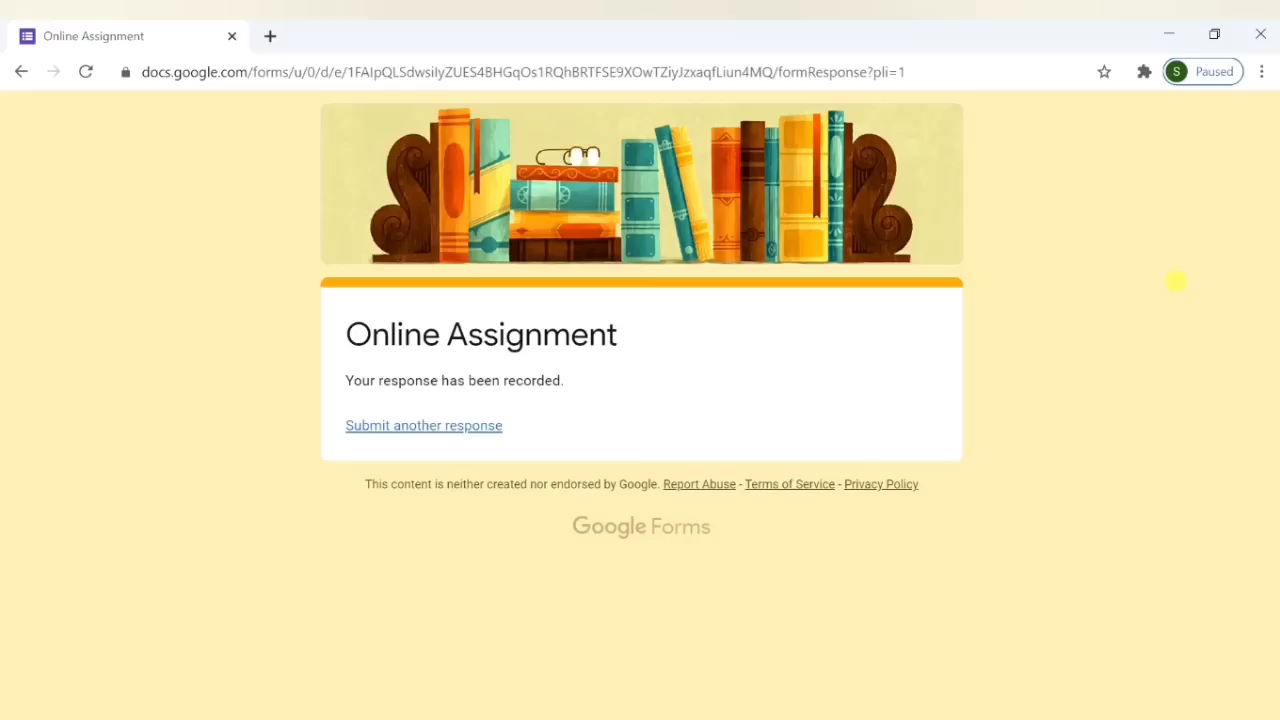 Online Assignment
docs.google.com/forms/u/0/d/e/1FAIpQLSdwsiIyZUES4BHGqOs1RQhBRTFSE9XOwTZiyJzxaqfLiun4MQ/formResponse?pli=1
S Paused
Online Assignment
Your response has been recorded.
Submit another response
This content is neither created nor endorsed by Google. Report Abuse - Terms of Service - Privacy Policy
Google Forms